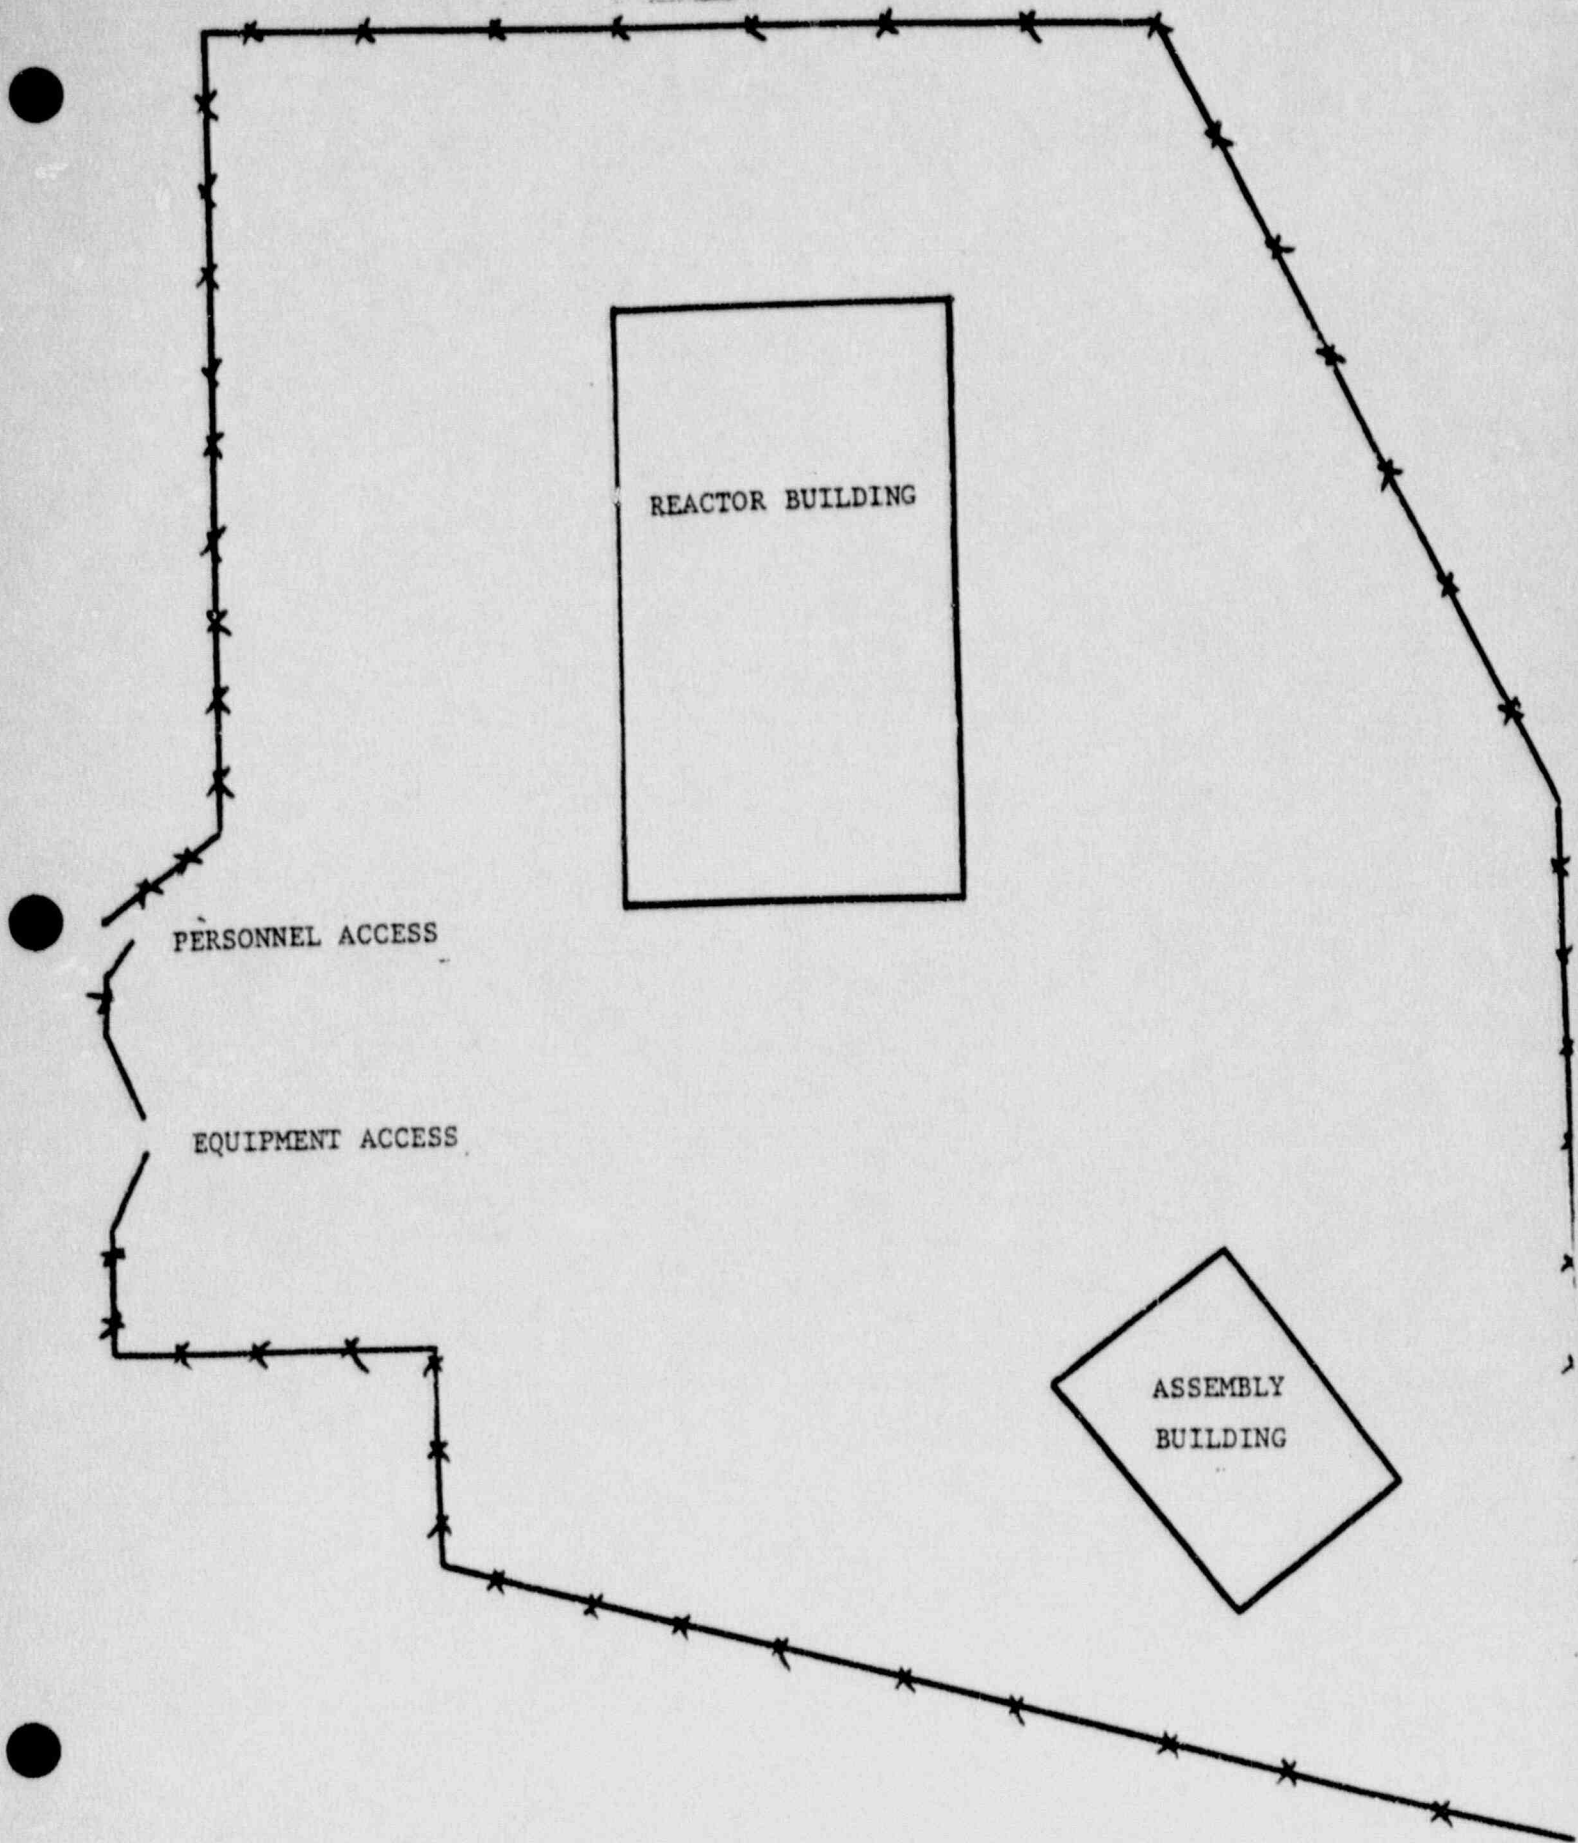 REACTOR BUILDING
PERSONNEL ACCESS
EQUIPMENT ACCESS
ASSEMBLY
BUILDING